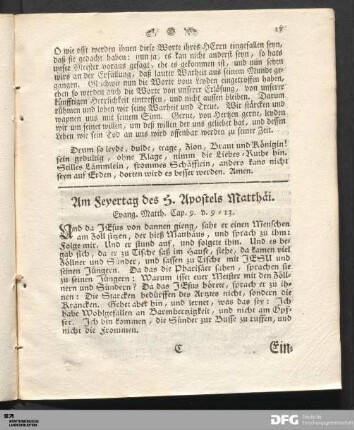 O wie offt werden ihnen diese Worte ihres HErrn eingefallen seyn,
daß sie gedacht haben: nun ja, es kan nicht anderst seyn, so hats
unser Meister voraus gesagt, ehe es gekommen ist, und nun sehen
wirs an der Erfüllung, daß lauter Warheit aus seinem Munde ge-
gangen. Gleichwie nun die Worte vom Leyden eingetroffen haben,
eben so werden auch die Worte von unserer Erlösung, von unserer
künfftigen Herrlichkeit eintreffen, und nicht aussen bleiben. Darum
rühmen und loben wir seine Warheit und Treue. Wir stärcken und
wapnen uns mit seinem Sinn. Gerne, von Hertzen gerne, leyden
wir um seinet willen, um deß willen der uns geliebet hat, und dessen
Leben wie sein Tod an uns wird offenbar werden zu seiner Zeit.
Drum so leyde, dulde, trage, Zion, Braut und Königin!
sein gedultig, ohne Klage, nimm die Liebes-Ruthe hin.
Stilles Lämmlein, frommes Schäfflein, anders kans nicht
seyn auf Erden, dorten wird es besser werden. Amen.
Am Feyertag des H. Apostels Matthäi.
Evang. Matth. Cap. 9. v. 9-13.
Und da JEsus von dannen gieng, sahe er einen Menschen
am Zoll sitzen, der hieß Matthäus, und sprach zu ihm:
Folge mir. Und er stund auf, und folgete ihm. Und es be-
gab sich, da er zu Tische saß im Hause, siehe, da kamen viel
Zöllner und Sünder, und sassen zu Tische mit JESU und
seinen Jüngern. Da das die Pharisäer sahen, sprachen sie
zu seinen Jüngern: Warum isset euer Meister mit den Zöll-
nern und Sündern? Da das JEsus hörete, sprach er zu ih-
nen: Die Starcken bedürffen des Arztes nicht, sondern die
Krancken. Gehet aber hin, und lernet, was das sey: Ich
habe Wohlgefallen an Barmherzigkeit, und nicht am Opf-
fer. Ich bin kommen, die Sünder zur Busse zu ruffen, und
nicht die Frommen.
C Ein-
DFG Deutsche
Forschungsgemeinschaft